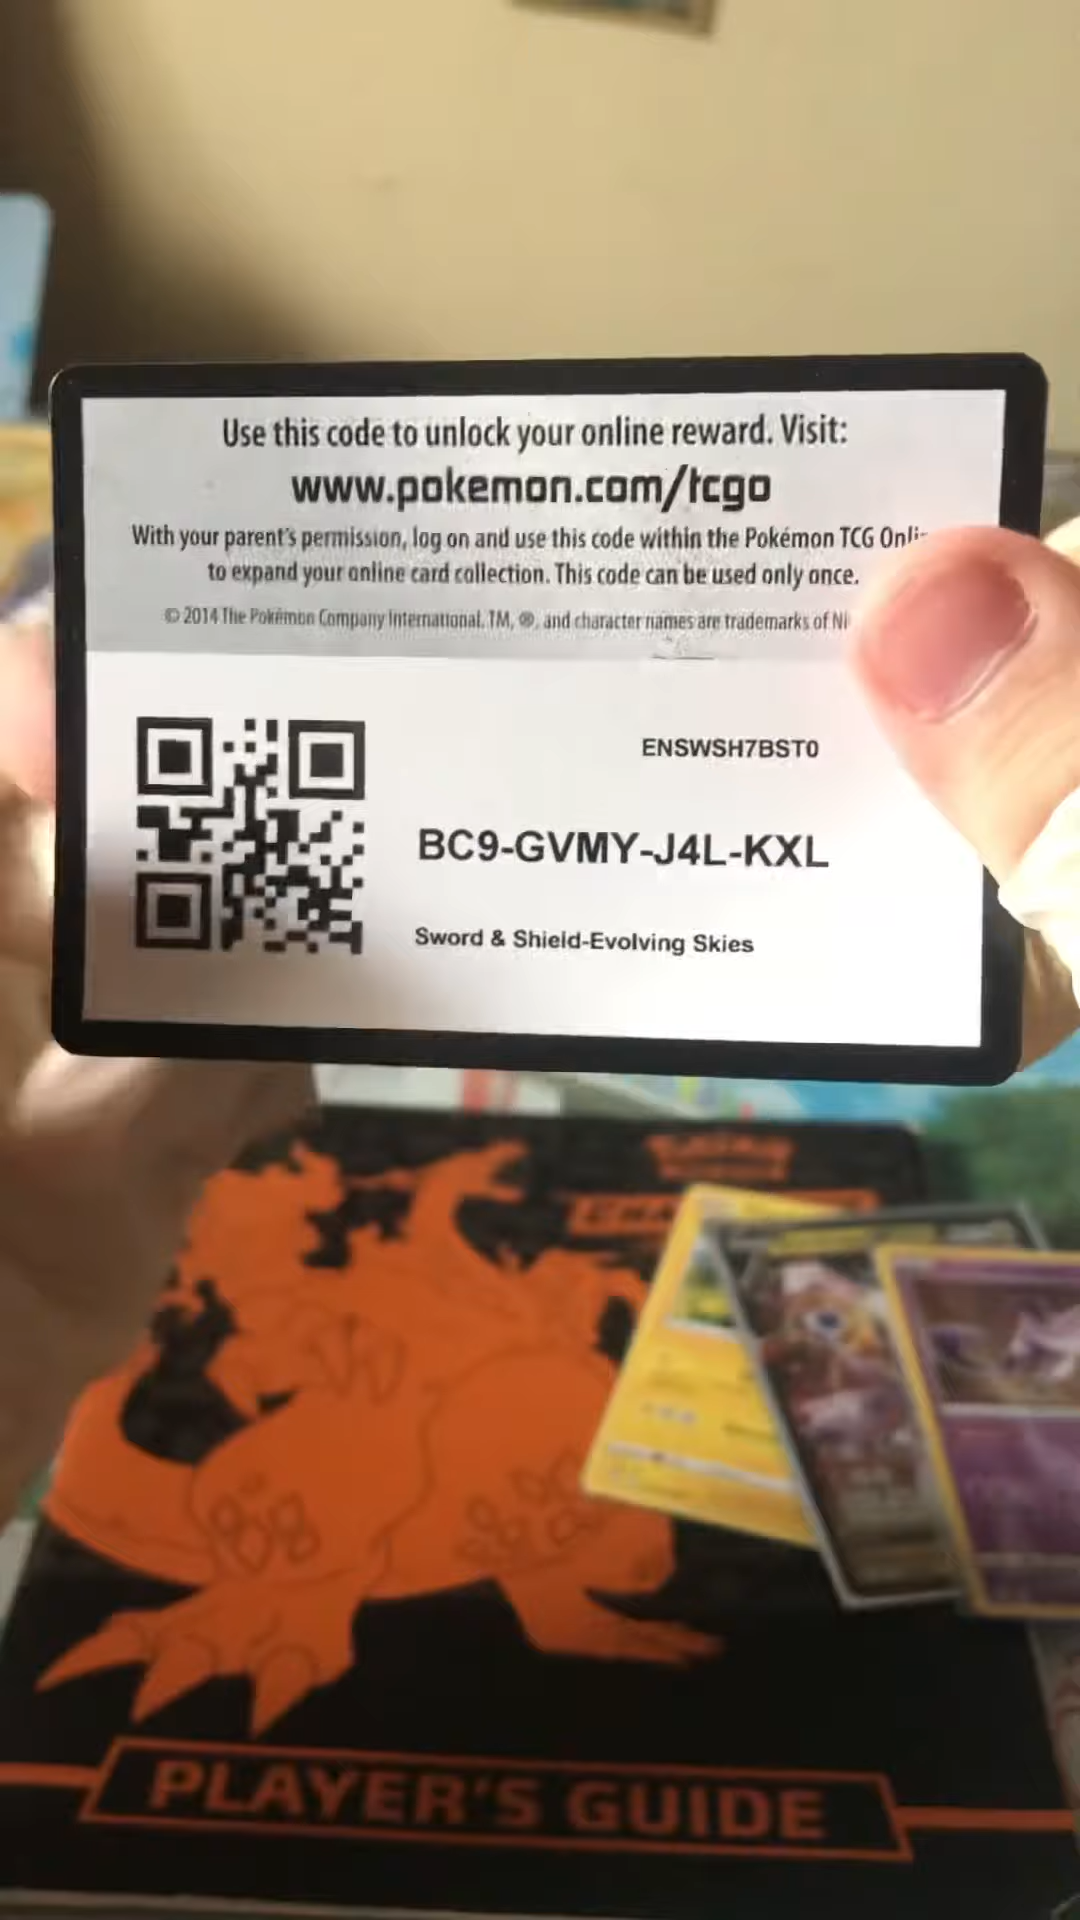 Use this code to unlock your online reward. Visit:
www.pokemon.com/tcgo
With your parent's permission, log on and use this code within the Pokémon TCG Onli
to expand your online card collection. This code can be used only once.
© 2014 The Pokémon Company International. TM, ®, and character names are trademarks of Ni
ENSWSH7BST0
BC9-GVMY-J4L-KXL
Sword & Shield-Evolving Skies
PLAYER'S GUIDE